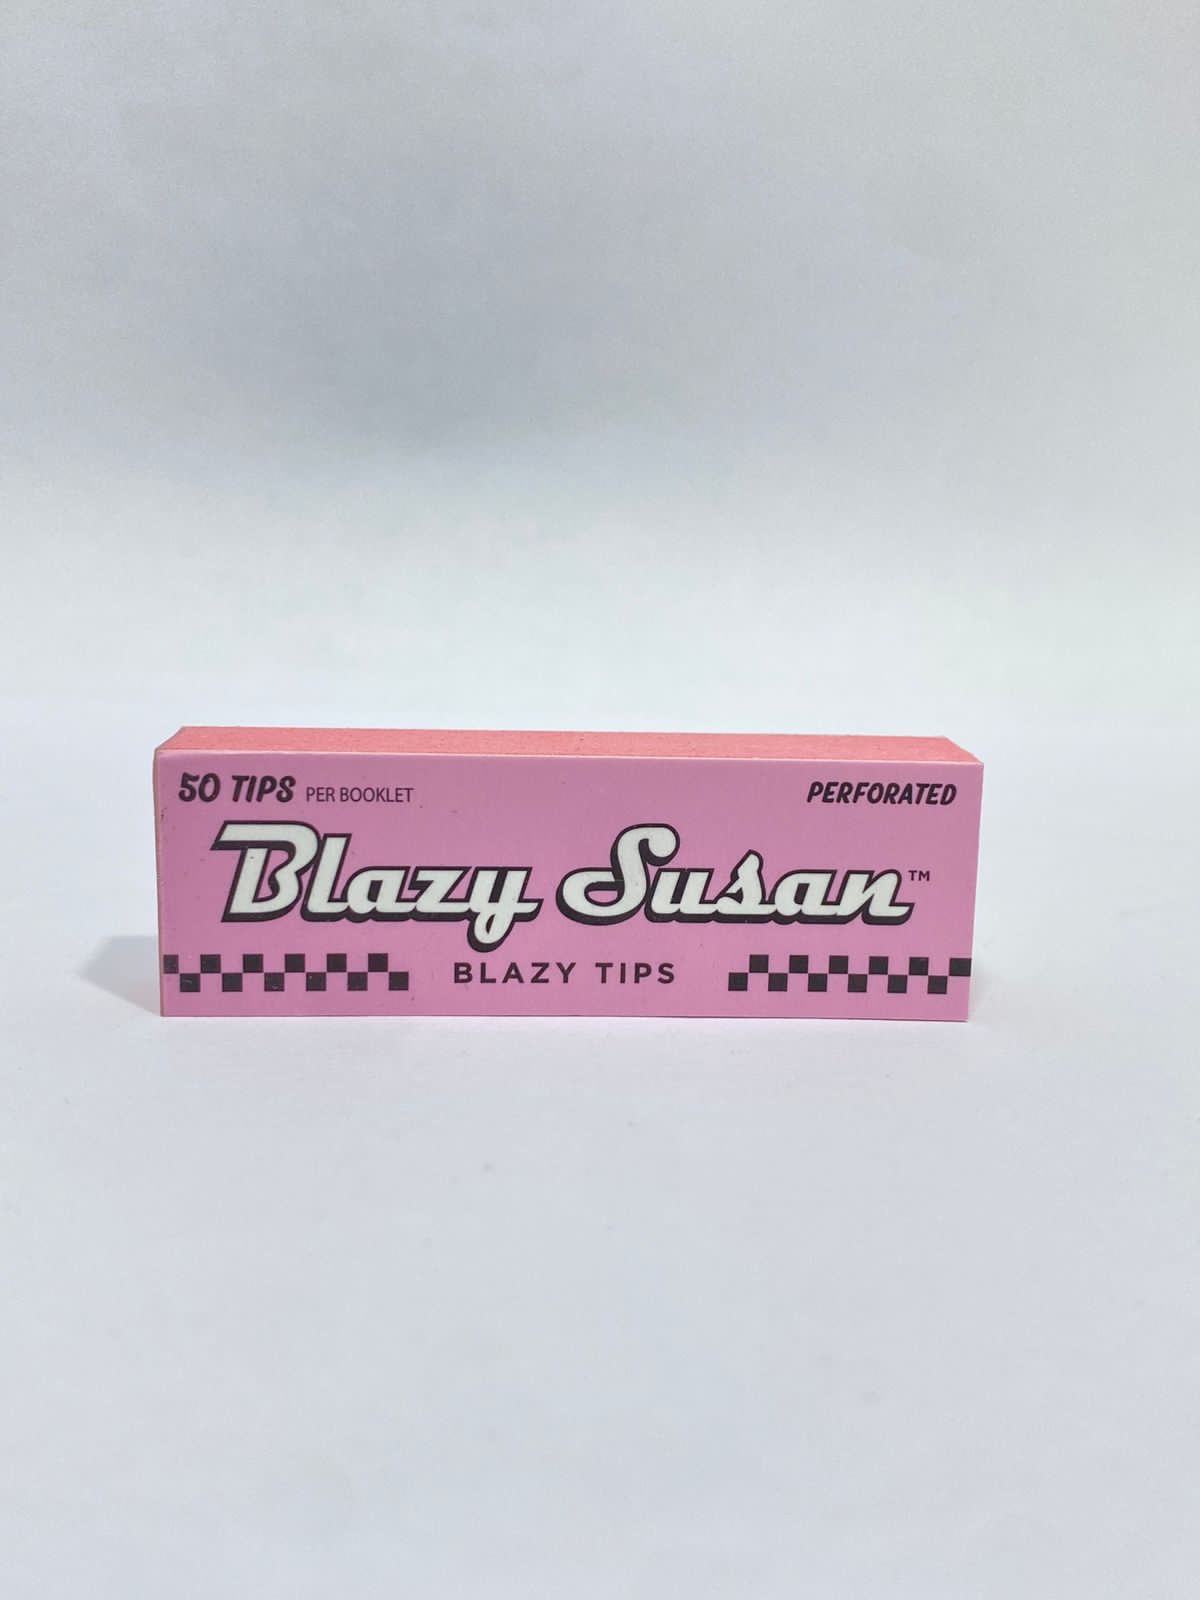 50 TIPS PER BOOKLET
PERFORATED
Blazy Susan™
BLAZY TIPS